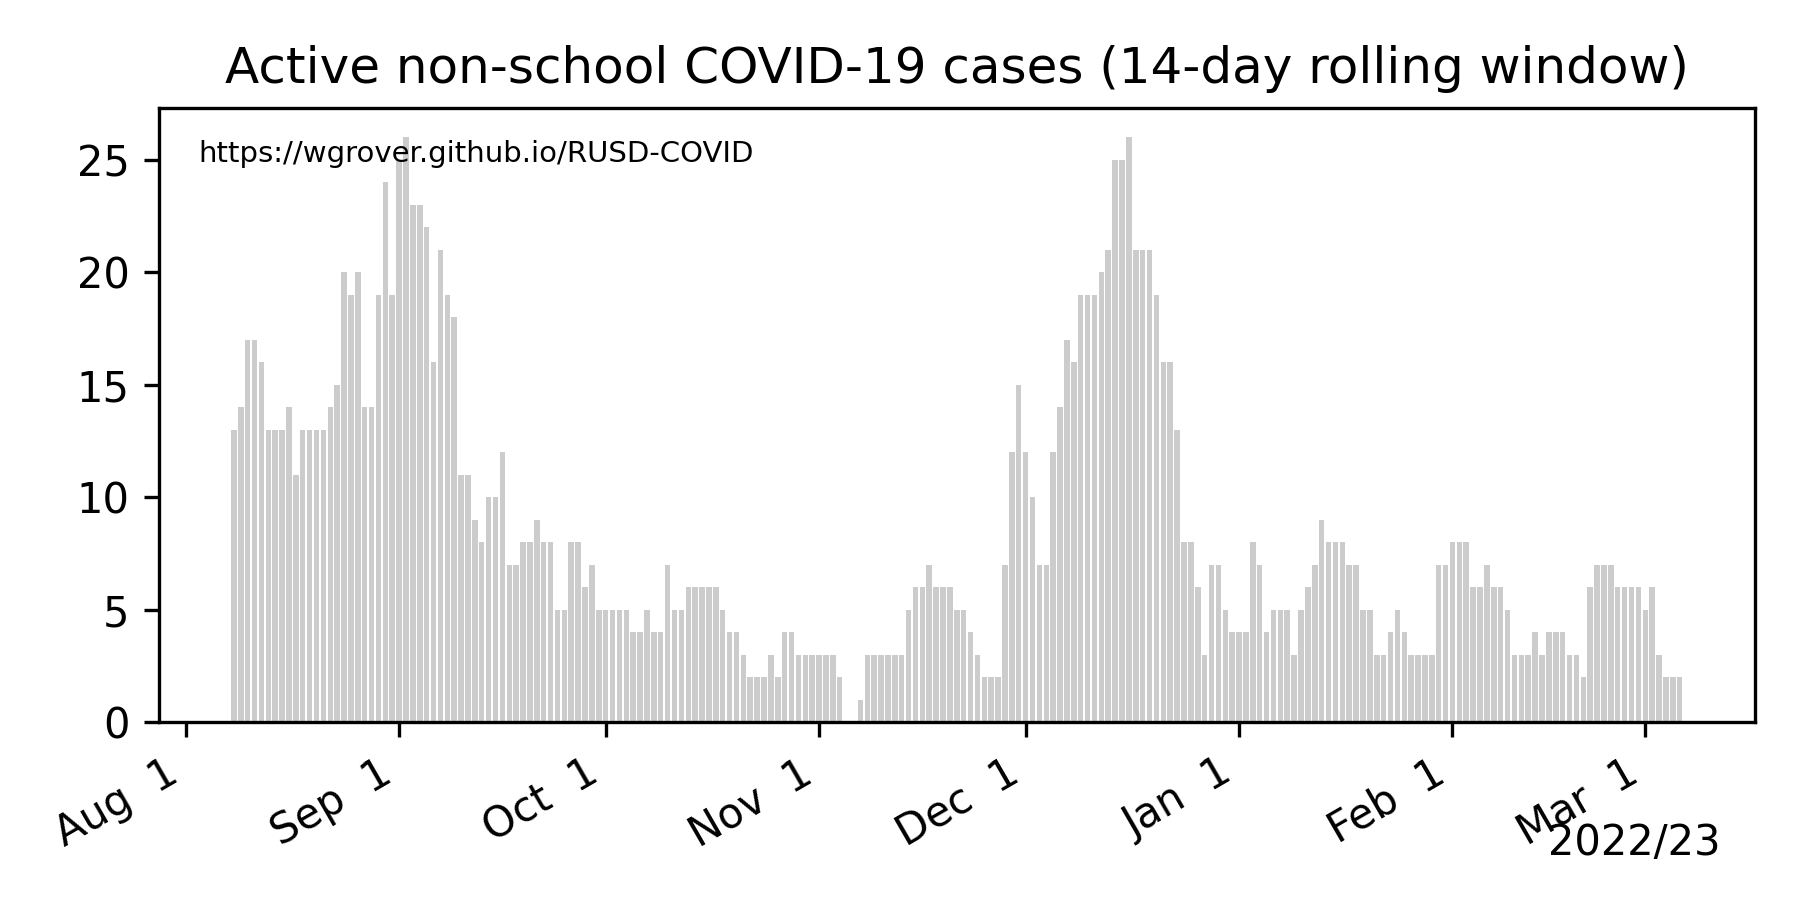 Active non-school COVID-19 cases (14-day rolling window)
https://wgrover.github.io/RUSD-COVID
25
20
15
10
5
0
Aug 1
Sep 1
Oct 1
Nov 1
Dec 1
Jan 1
Feb 1
Mar 1
2022/23